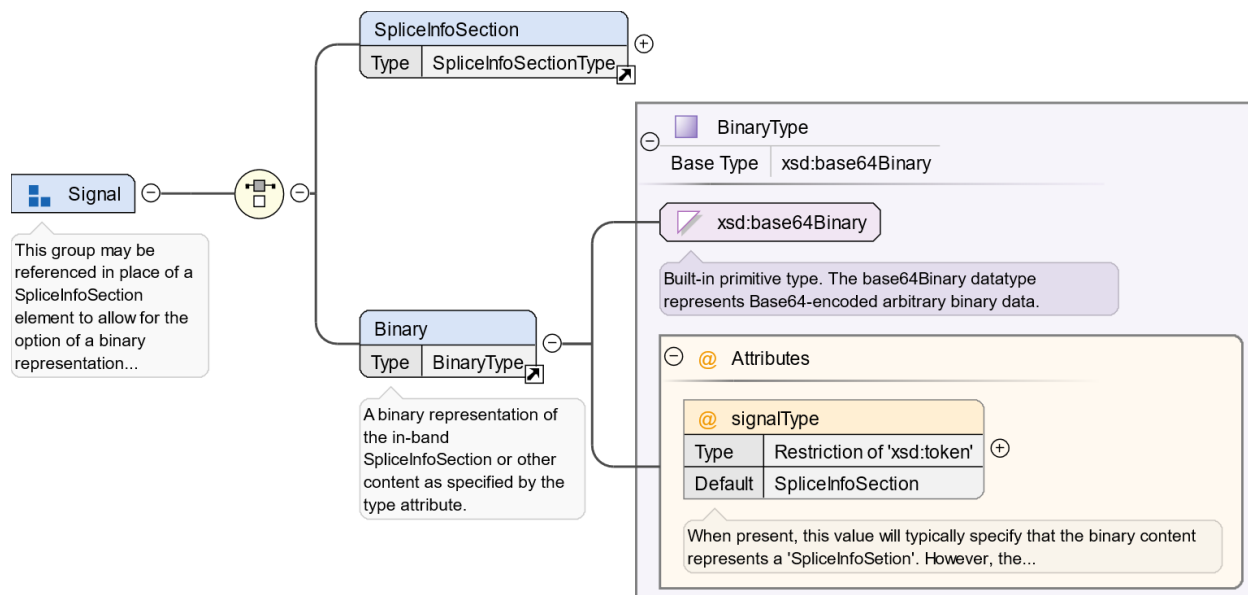 SpliceInfoSection
Type SpliceInfoSectionType
BinaryType
Base Type xsd:base64Binary
Signal
This group may be
referenced in place of a
SpliceInfoSection
element to allow for the
option of a binary
representation...
xsd:base64Binary
Built-in primitive type. The base64Binary datatype
represents Base64-encoded arbitrary binary data.
Binary
Type BinaryType
A binary representation of
the in-band
SpliceInfoSection or other
content as specified by the
type attribute.
@ Attributes
@ signalType
Type Restriction of 'xsd:token'
Default SpliceInfoSection
When present, this value will typically specify that the binary content
represents a 'SpliceInfoSetion'. However, the...